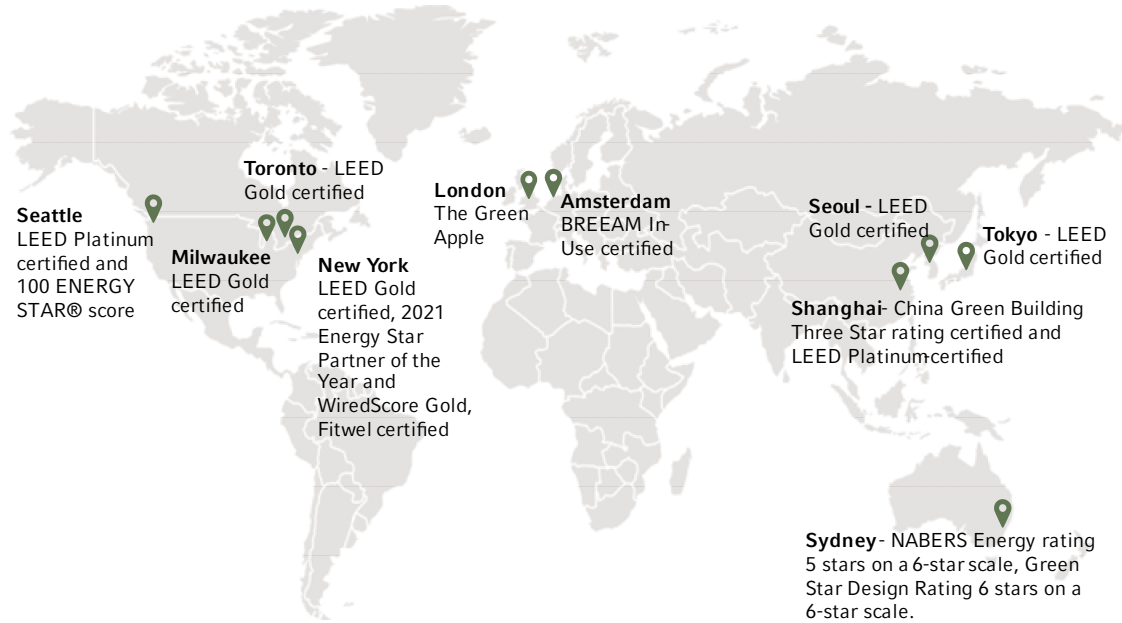 Toronto - LEED
Gold certified
Seattle
LEED Platinum
certified and
100 ENERGY
STAR® score
Milwaukee
LEED Gold
certified
New York
LEED Gold
certified, 2021
Energy Star
Partner of the
Year and
WiredScore Gold,
Fitwel certified
London
The Green
Apple
Amsterdam
BREEAM In-
Use certified
Seoul - LEED
Gold certified
Tokyo - LEED
Gold certified
Shanghai- China Green Building
Three Star rating certified and
LEED Platinum-certified
Sydney- NABERS Energy rating
5 stars on a 6-star scale, Green
Star Design Rating 6 stars on a
6-star scale.